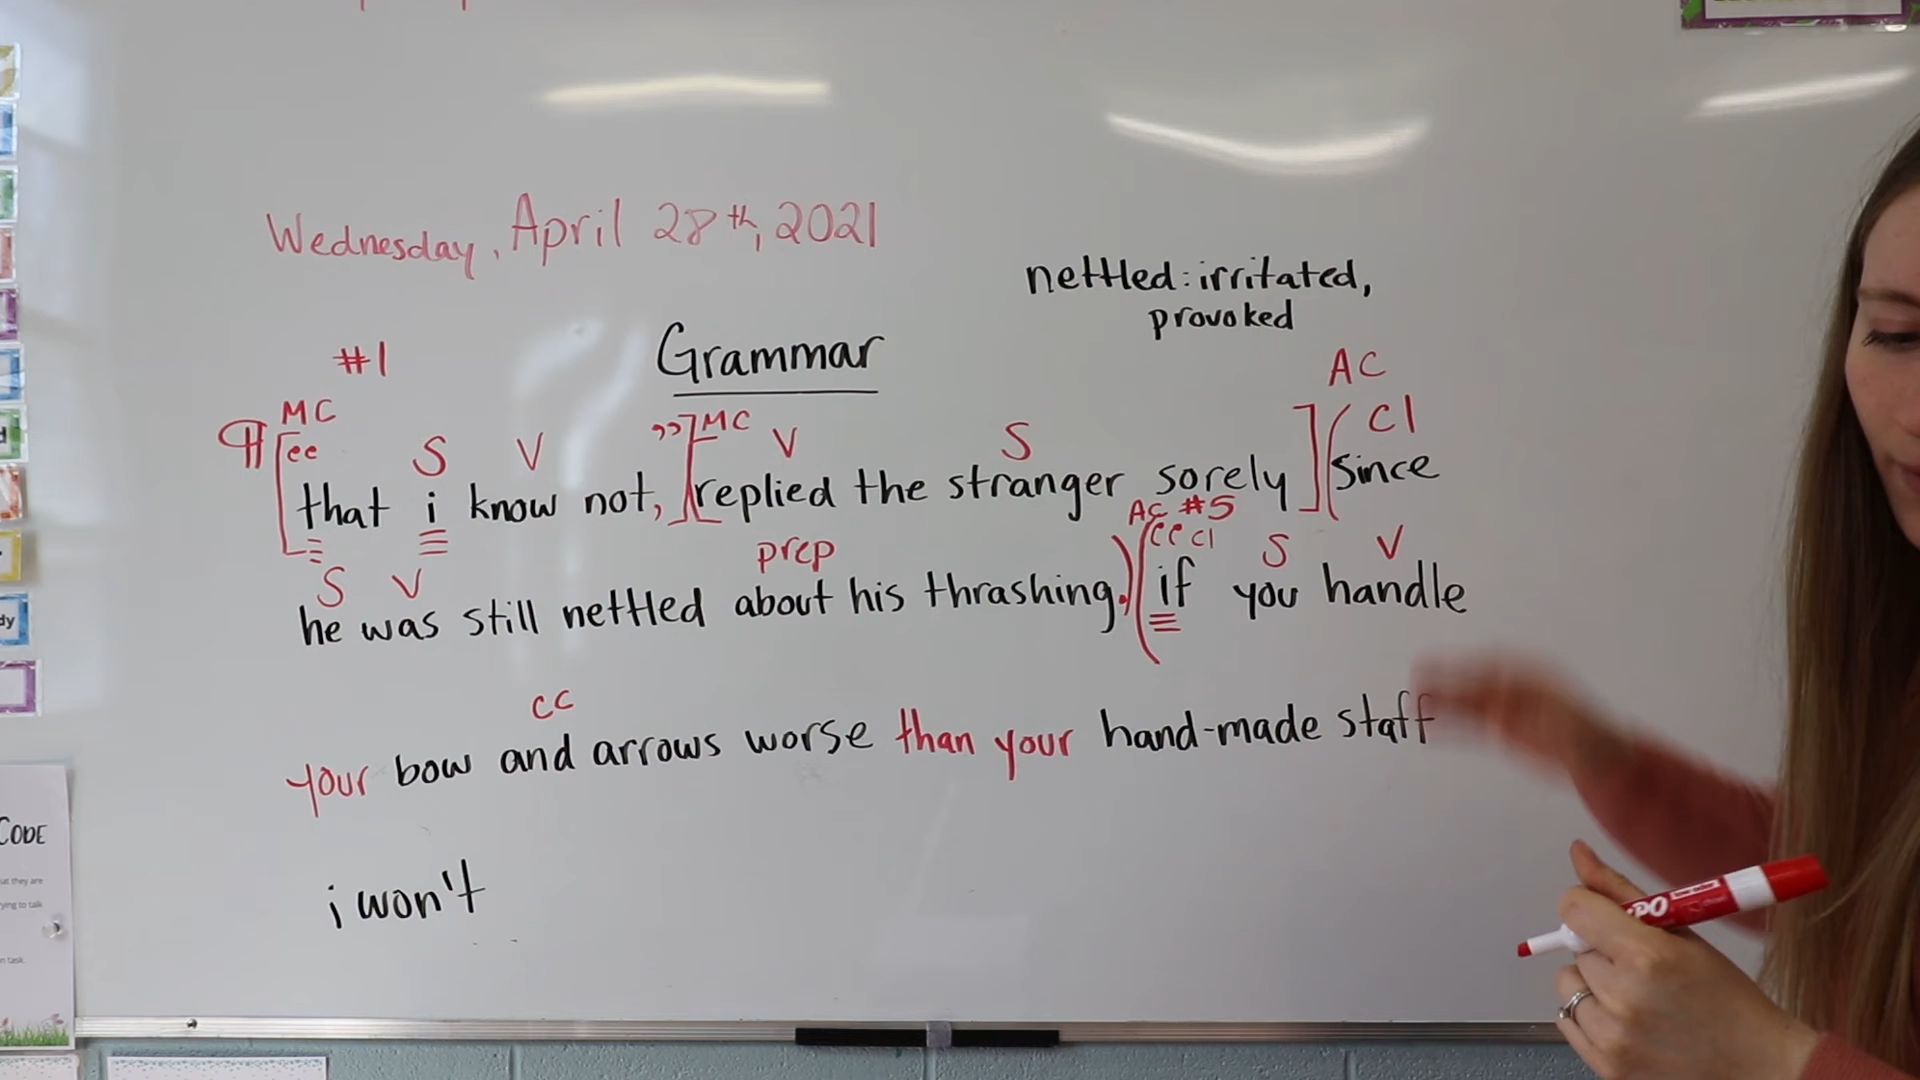 Wednesday, April 28th, 2021
nettled: irritated,
provoked
#1
Grammar
AC
MC
MC
cl
S V
V
S
that i know not, replied the stranger sorely since
AC #5
prep
cl
S V
S V
he was still nettled about his thrashing. if you handle
cc
your bow and arrows worse than your hand-made staff
i won't
CODE